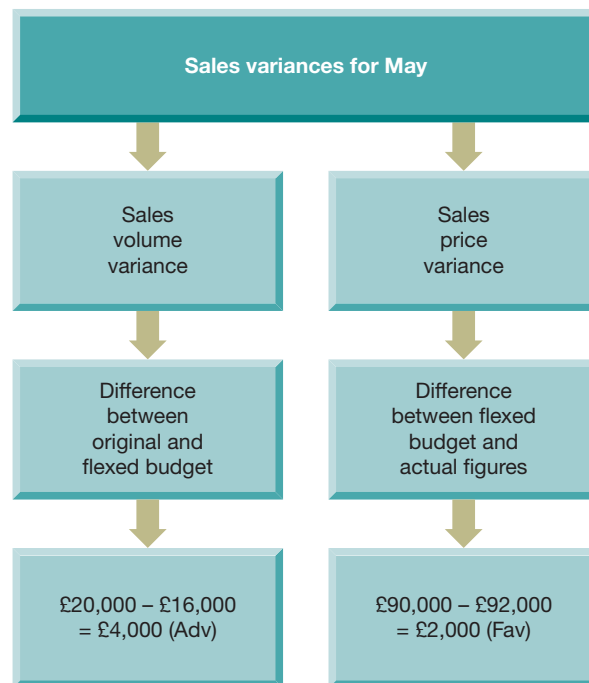 Sales variances for May
Sales
volume
variance
Difference
between
original and
flexed budget
£20,000 – £16,000
= £4,000 (Adv)
Sales
price
variance
Difference
between flexed
budget and
actual figures
£90,000 – £92,000
= £2,000 (Fav)